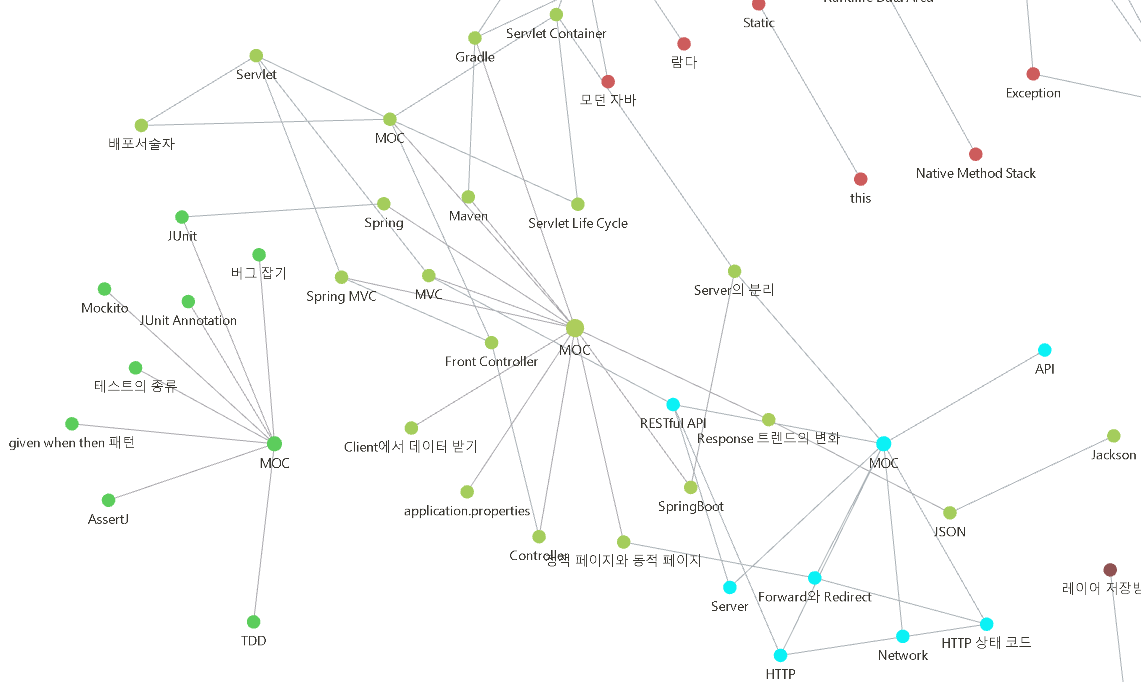 Runtime Data Area
Static
Servlet Container
Gradle
람다
Servlet
모던 자바
Exception
MOC
배포서술자
Native Method Stack
this
Maven
Spring
Servlet Life Cycle
JUnit
버그 잡기
Server의 분리
Spring MVC
MVC
Mockito
JUnit Annotation
MOC
Front Controller
API
테스트의 종류
RESTful API
Response 트렌드의 변화
given when then 패턴
Client에서 데이터 받기
MOC
MOC
Jackson
SpringBoot
application.properties
AssertJ
JSON
Controller
정적 페이지와 동적 페이지
레이어 저장방
Forward와 Redirect
Server
TDD
HTTP 상태 코드
Network
HTTP